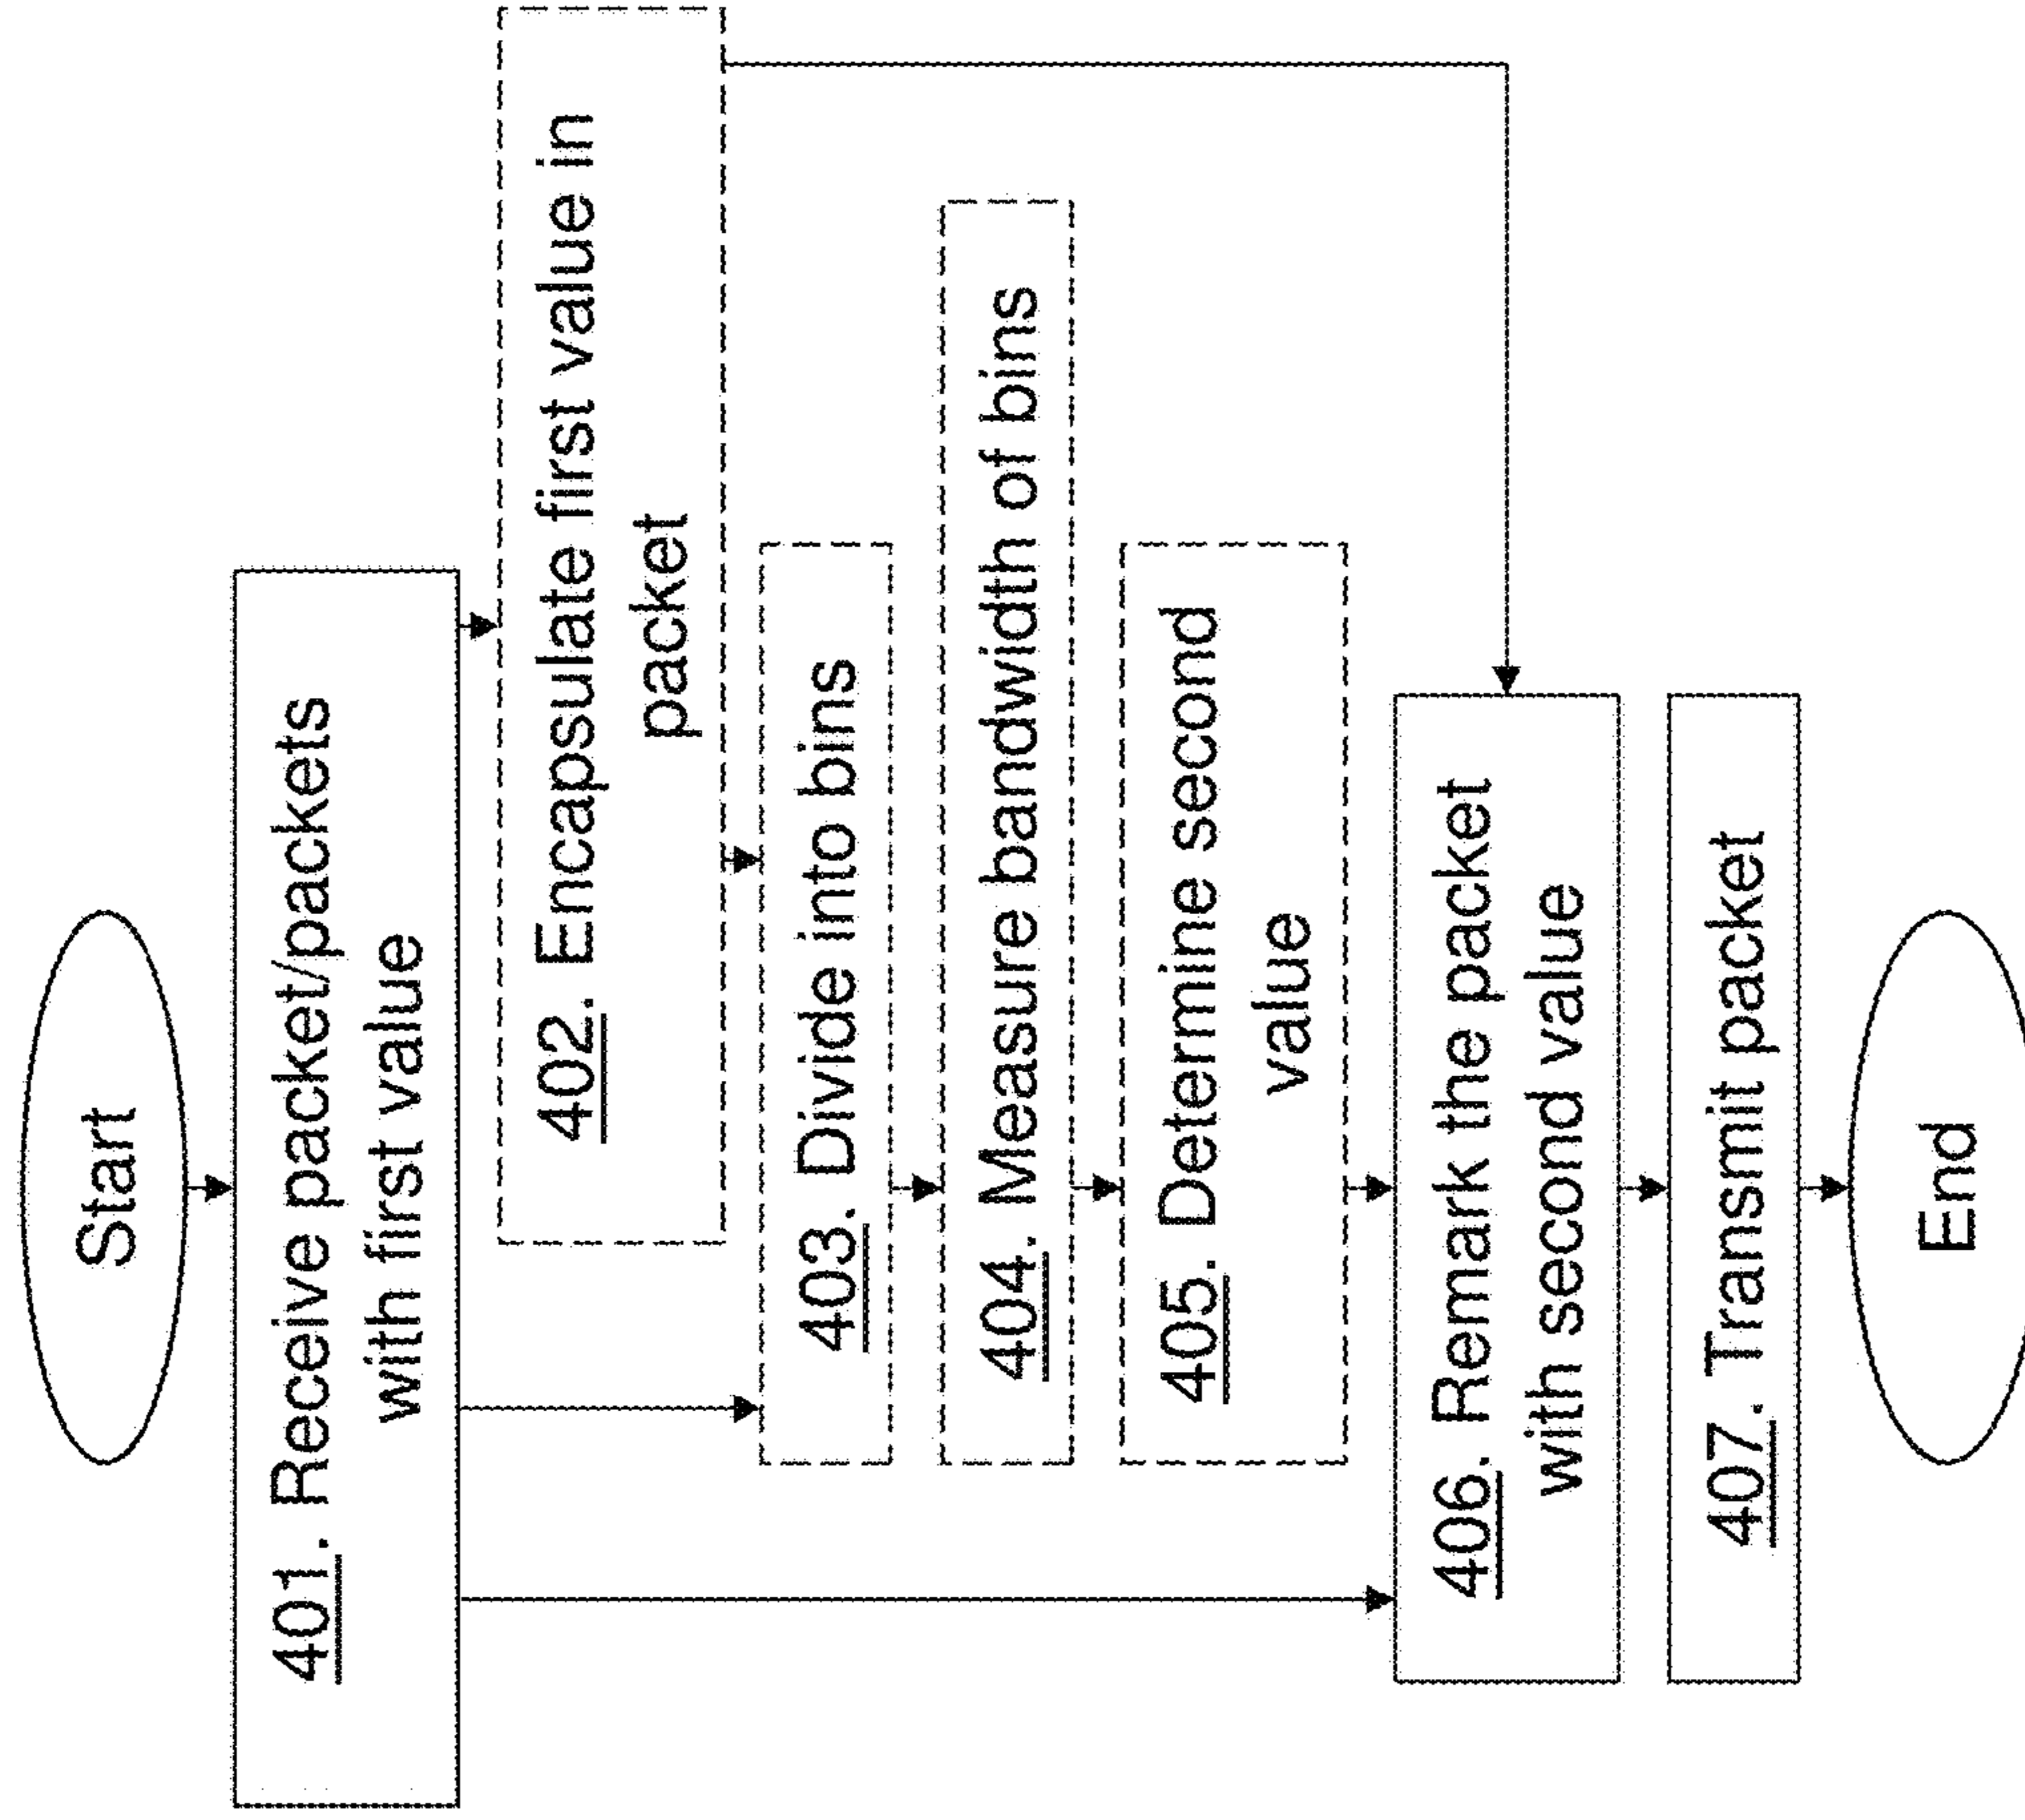 Start
401. Receive packet/packets
with first value
402. Encapsulate first value in
packet
403. Divide into bins
404. Measure bandwidth of bins
405. Determine second
value
406. Remark the packet
with second value
407. Transmit packet
End